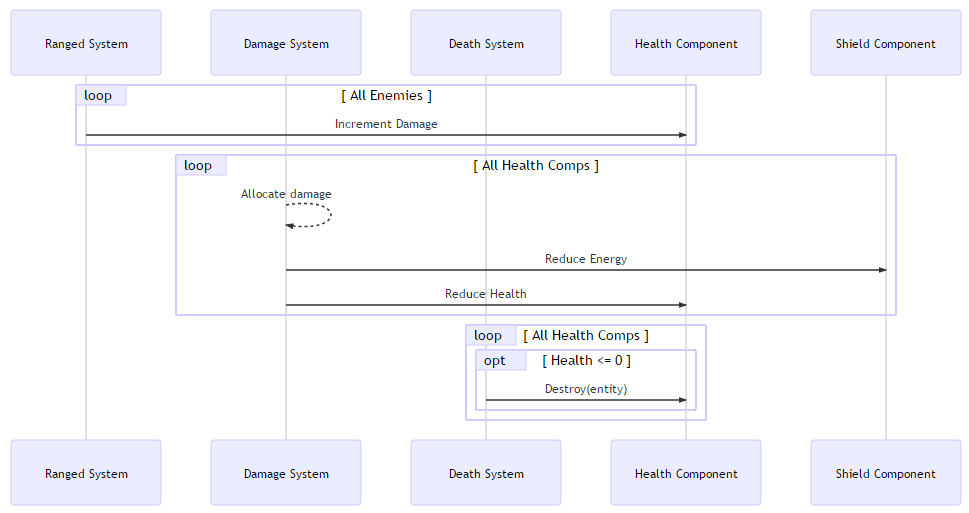 Ranged System
Damage System
Death System
Health Component
Shield Component
loop
[ All Enemies ]
Increment Damage
loop
[ All Health Comps ]
Allocate damage
Reduce Energy
Reduce Health
loop
[ All Health Comps ]
opt
[ Health <= 0 ]
Destroy(entity)
Ranged System
Damage System
Death System
Health Component
Shield Component